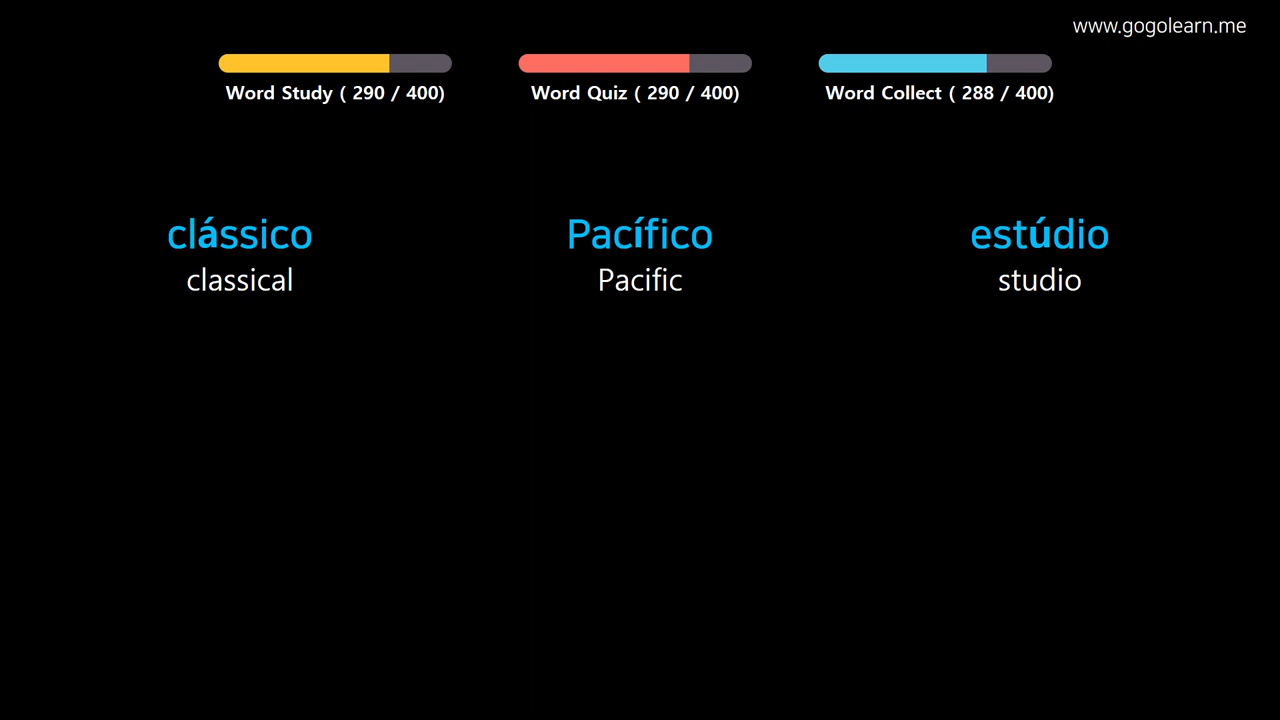 www.gogolearn.me
Word Study ( 290 / 400)
Word Quiz ( 290 / 400)
Word Collect ( 288 / 400)
clássico
classical
Pacífico
Pacific
estúdio
studio